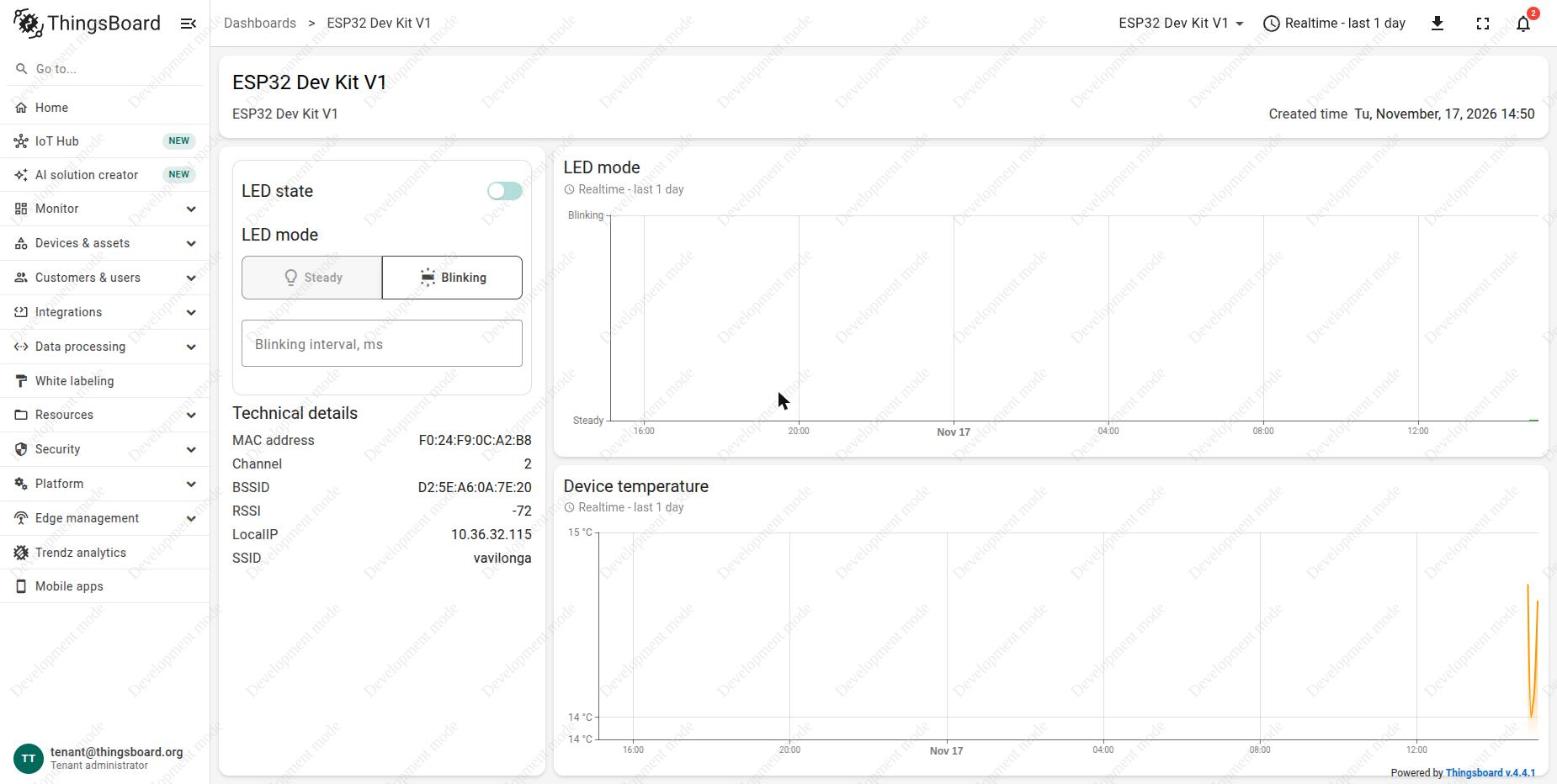 ThingsBoard
Dashboards > ESP32 Dev Kit V1
ESP32 Dev Kit V1
Realtime - last 1 day
2
Go to...
Home
IoT Hub NEW
AI solution creator NEW
Monitor
Devices & assets
Customers & users
Integrations
Data processing
White labeling
Resources
Security
Platform
Edge management
Trendz analytics
Mobile apps
TT
tenant@thingsboard.org
Tenant administrator
ESP32 Dev Kit V1
ESP32 Dev Kit V1
Created time Tu, November, 17, 2026 14:50
LED state
LED mode
Steady
Blinking
Blinking interval, ms
Technical details
MAC address F0:24:F9:0C:A2:B8
Channel 2
BSSID D2:5E:A6:0A:7E:20
RSSI -72
LocalIP 10.36.32.115
SSID vavilonga
LED mode
Realtime - last 1 day
Blinking
Steady
16:00 20:00 Nov 17 04:00 08:00 12:00
Device temperature
Realtime - last 1 day
15 °C
14 °C
14 °C
16:00 20:00 Nov 17 04:00 08:00 12:00
Powered by Thingsboard v.4.4.1
Development mode